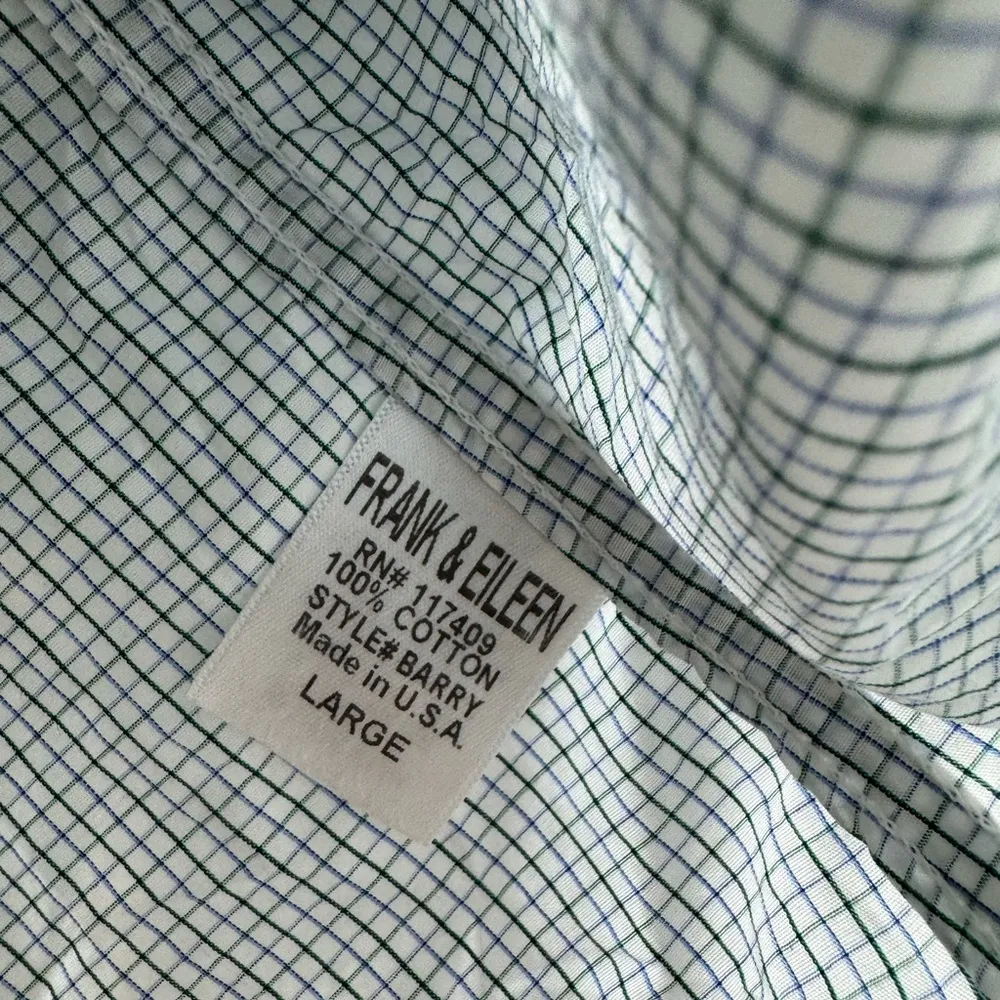 FRANK & EILEEN
RN# 117409
100% COTTON
STYLE# BARRY
Made in U.S.A.
LARGE